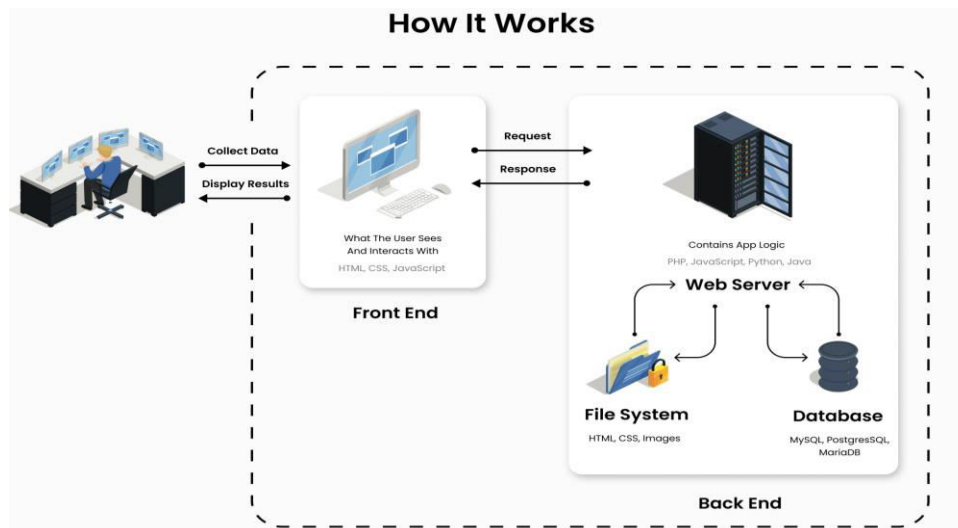 How It Works
Collect Data
Display Results
Request
Response
What The User Sees
And Interacts With
HTML, CSS, JavaScript
Front End
Contains App Logic
PHP, JavaScript, Python, Java
Web Server
File System
HTML, CSS, Images
Database
MySQL, PostgresSQL,
MariaDB
Back End